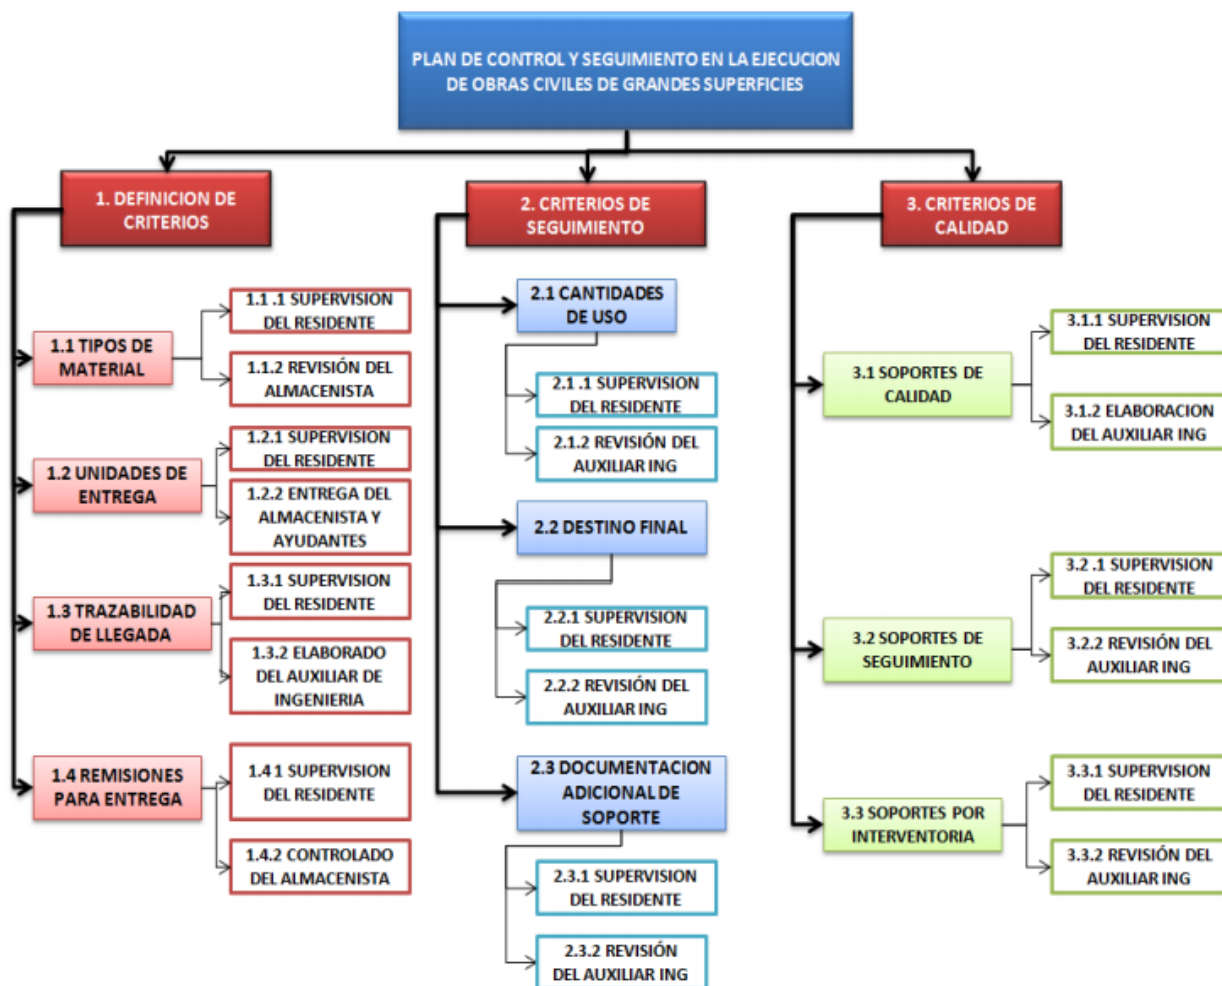 PLAN DE CONTROL Y SEGUIMIENTO EN LA EJECUCION
DE OBRAS CIVILES DE GRANDES SUPERFICIES
1. DEFINICION DE
CRITERIOS
1.1 TIPOS DE
MATERIAL
1.1 .1 SUPERVISION
DEL RESIDENTE
1.1.2 REVISIÓN DEL
ALMACENISTA
1.2 UNIDADES DE
ENTREGA
1.2.1 SUPERVISION
DEL RESIDENTE
1.2.2 ENTREGA DEL
ALMACENISTA Y
AYUDANTES
1.3 TRAZABILIDAD
DE LLEGADA
1.3.1 SUPERVISION
DEL RESIDENTE
1.3.2 ELABORADO
DEL AUXILIAR DE
INGENIERIA
1.4 REMISIONES
PARA ENTREGA
1.4 1 SUPERVISION
DEL RESIDENTE
1.4.2 CONTROLADO
DEL ALMACENISTA
2. CRITERIOS DE
SEGUIMIENTO
2.1 CANTIDADES
DE USO
2.1 .1 SUPERVISION
DEL RESIDENTE
2.1.2 REVISIÓN DEL
AUXILIAR ING
2.2 DESTINO FINAL
2.2.1 SUPERVISION
DEL RESIDENTE
2.2.2 REVISIÓN DEL
AUXILIAR ING
2.3 DOCUMENTACION
ADICIONAL DE
SOPORTE
2.3.1 SUPERVISION
DEL RESIDENTE
2.3.2 REVISIÓN
DEL AUXILIAR ING
3. CRITERIOS DE
CALIDAD
3.1 SOPORTES DE
CALIDAD
3.1.1 SUPERVISION
DEL RESIDENTE
3.1.2 ELABORACION
DEL AUXILIAR ING
3.2 SOPORTES DE
SEGUIMIENTO
3.2 .1 SUPERVISION
DEL RESIDENTE
3.2.2 REVISIÓN DEL
AUXILIAR ING
3.3 SOPORTES POR
INTERVENTORIA
3.3.1 SUPERVISION
DEL RESIDENTE
3.3.2 REVISIÓN DEL
AUXILIAR ING